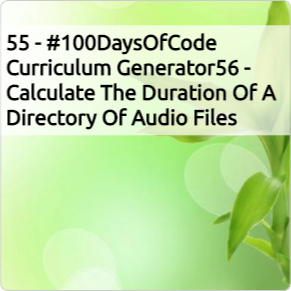 55 - #100DaysOfCode
Curriculum Generator56 -
Calculate The Duration Of A
Directory Of Audio Files